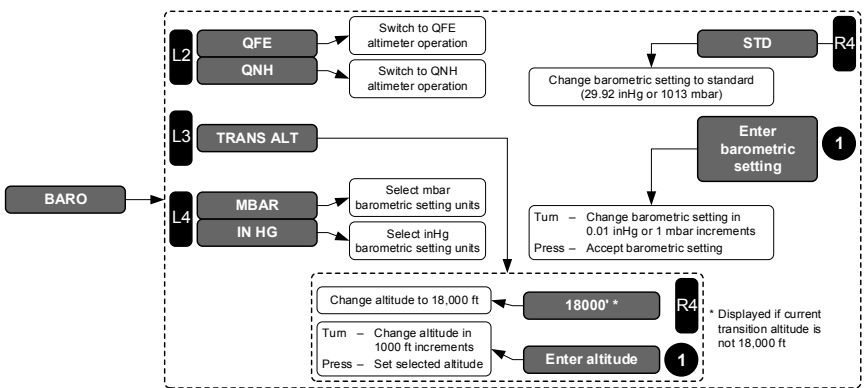 BARO
L2
QFE
Switch to QFE
altimeter operation
QNH
Switch to QNH
altimeter operation
L3
TRANS ALT
L4
MBAR
Select mbar
barometric setting units
IN HG
Select inHg
barometric setting units
STD
R4
Change barometric setting to standard
(29.92 inHg or 1013 mbar)
Enter
barometric
setting
1
Turn – Change barometric setting in
0.01 inHg or 1 mbar increments
Press – Accept barometric setting
Change altitude to 18,000 ft
18000' *
R4
Turn – Change altitude in
1000 ft increments
Press – Set selected altitude
Enter altitude
1
* Displayed if current
transition altitude is
not 18,000 ft